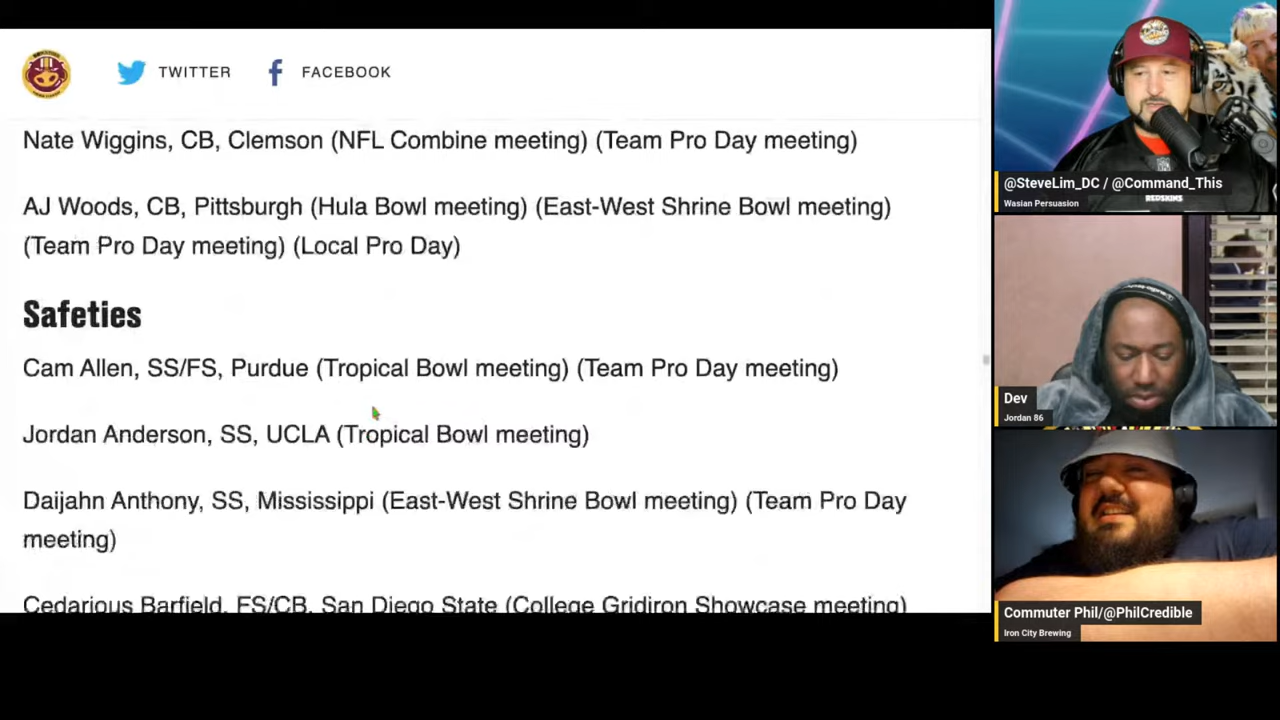 TWITTER
FACEBOOK
Nate Wiggins, CB, Clemson (NFL Combine meeting) (Team Pro Day meeting)
AJ Woods, CB, Pittsburgh (Hula Bowl meeting) (East-West Shrine Bowl meeting)
(Team Pro Day meeting) (Local Pro Day)
Safeties
Cam Allen, SS/FS, Purdue (Tropical Bowl meeting) (Team Pro Day meeting)
Jordan Anderson, SS, UCLA (Tropical Bowl meeting)
Daijahn Anthony, SS, Mississippi (East-West Shrine Bowl meeting) (Team Pro Day
meeting)
Cedarious Barfield, FS/CB, San Diego State (College Gridiron Showcase meeting)
@SteveLim_DC / @Command_This
Wasian Persuasion
REDSKINS
Dev
Jordan 86
Commuter Phil/@PhilCredible
Iron City Brewing